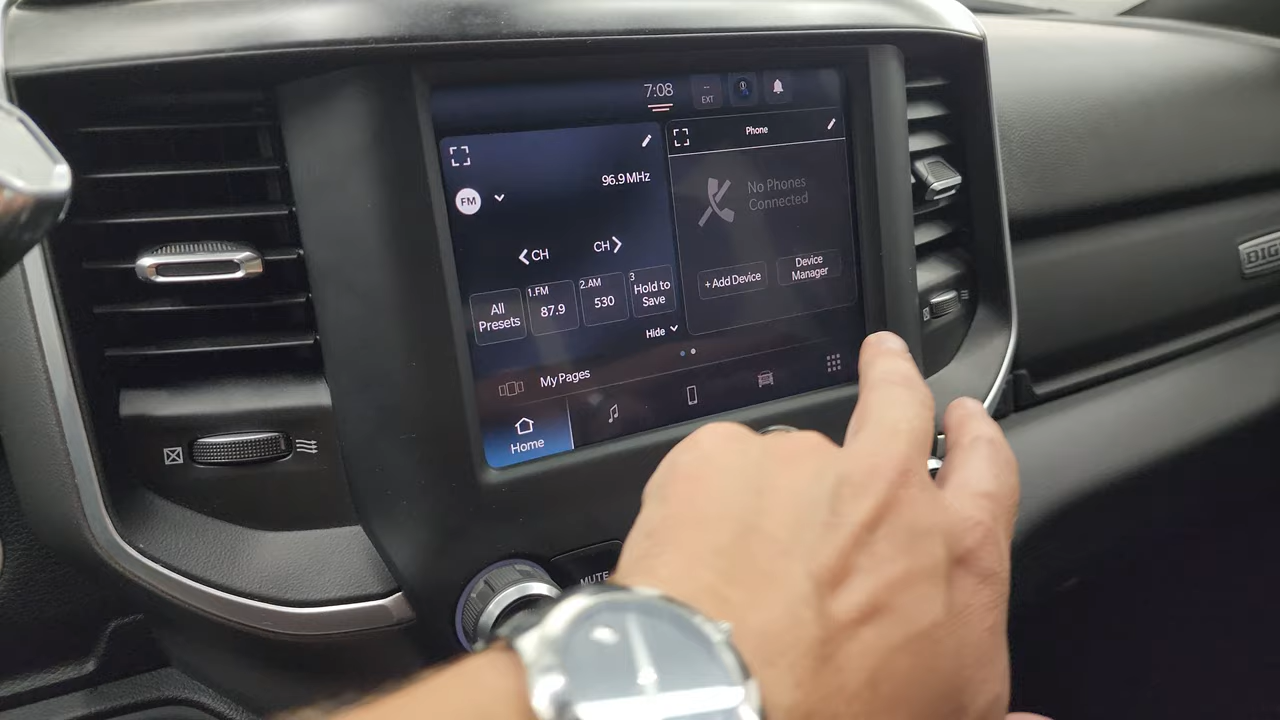 7:08
--
EXT
96.9 MHz
FM
< CH
CH >
All
Presets
1.FM
87.9
2.AM
530
3
Hold to
Save
Hide
My Pages
Home
Phone
No Phones
Connected
+ Add Device
Device
Manager
MUTE
BIG